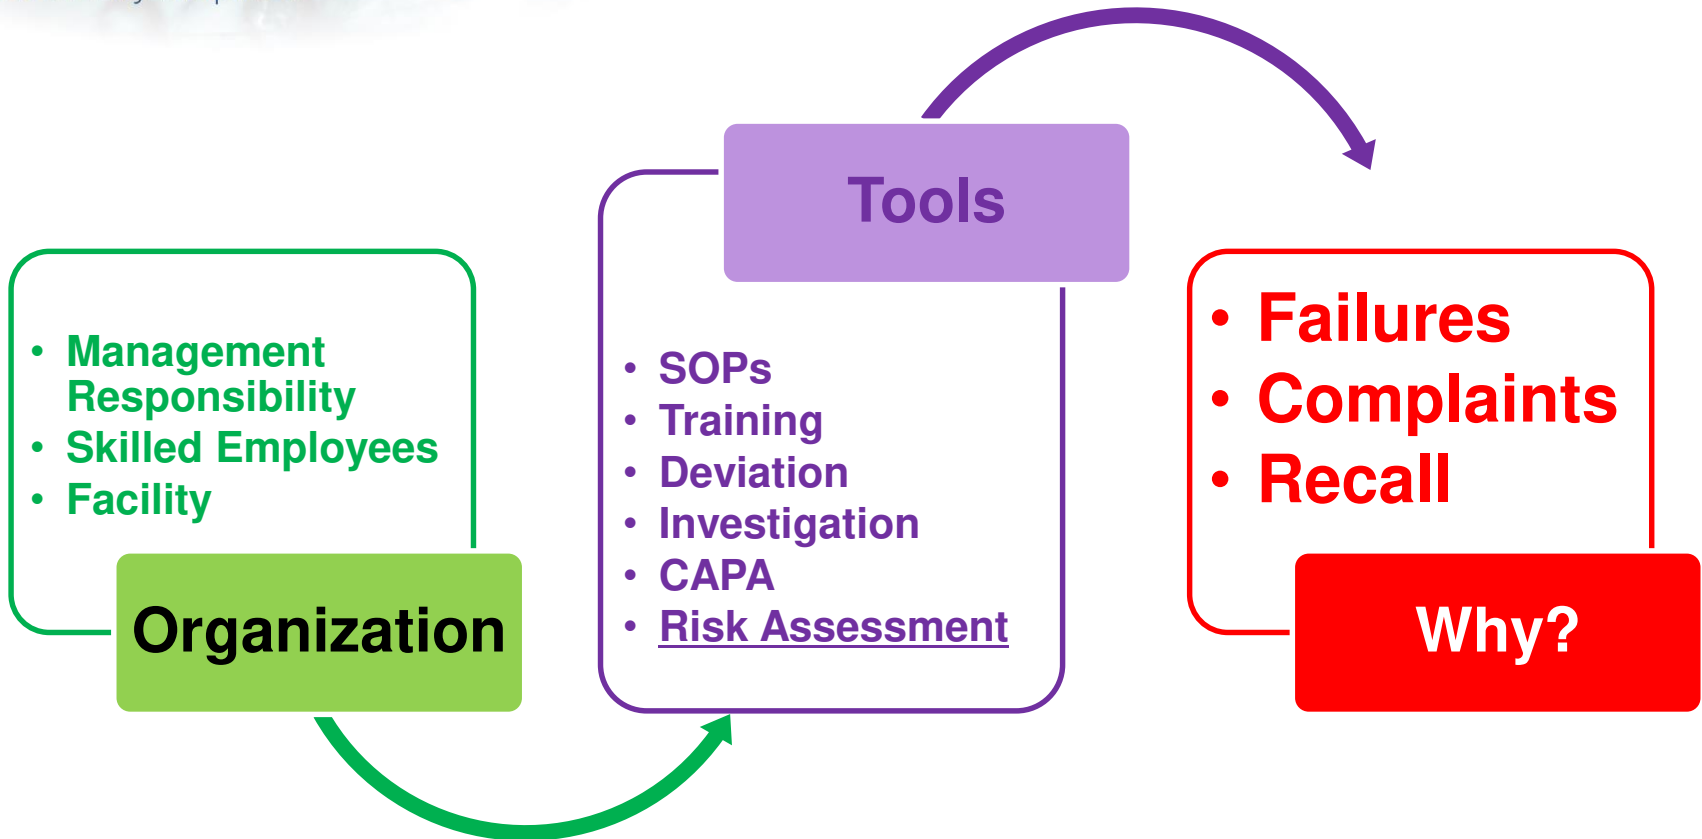 Tools
• Management
Responsibility
• Skilled Employees
• Facility
Organization
• SOPs
• Training
• Deviation
• Investigation
• CAPA
• Risk Assessment
• Failures
• Complaints
• Recall
Why?